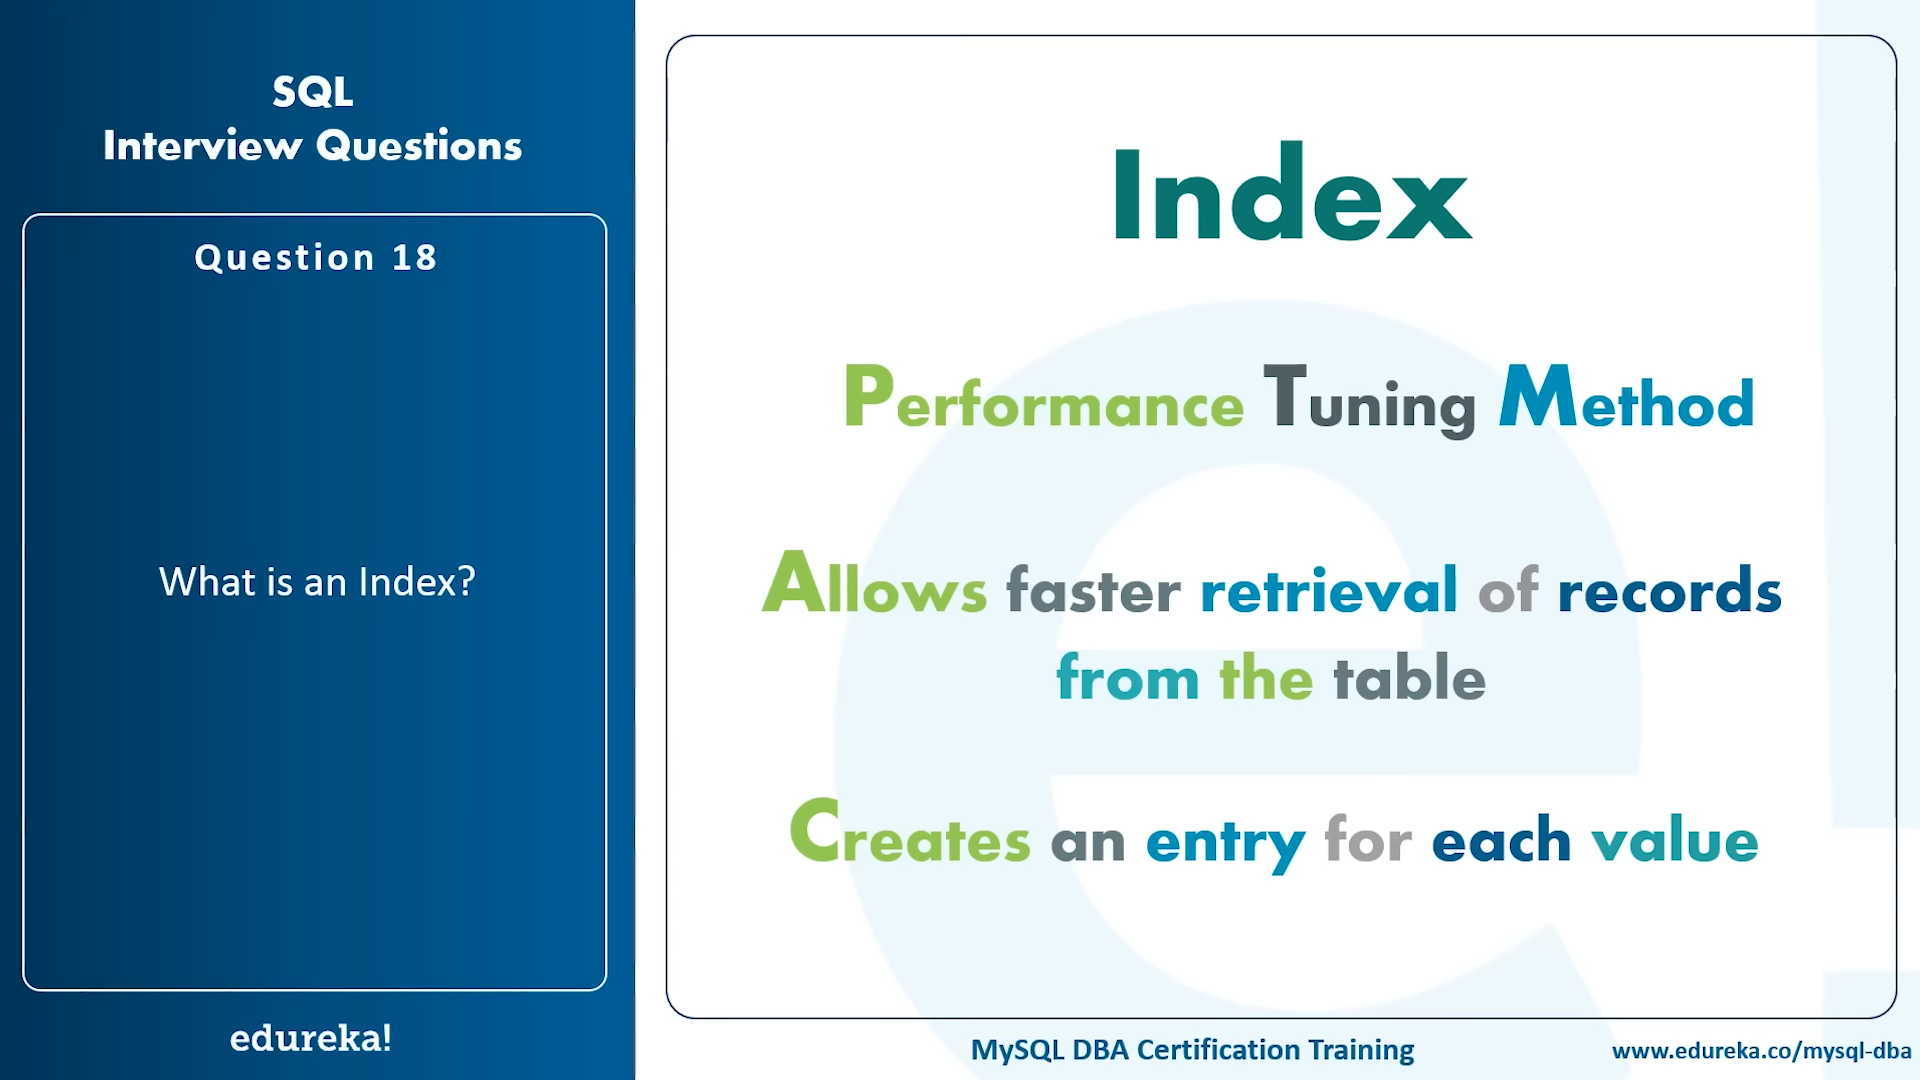 SQL
Interview Questions
Question 18
What is an Index?
edureka!
Index
Performance Tuning Method
Allows faster retrieval of records
from the table
Creates an entry for each value
MySQL DBA Certification Training
www.edureka.co/mysql-dba